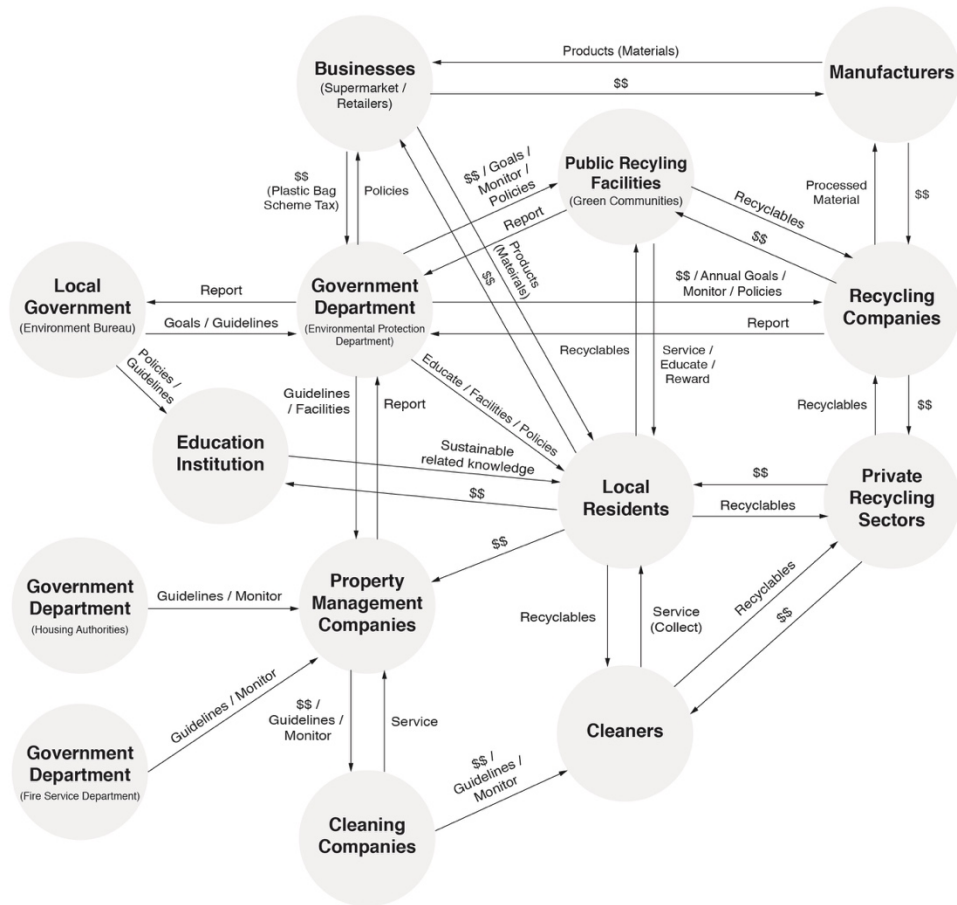 Products (Materials)
Businesses
(Supermarket /
Retailers)
$$
Manufacturers
$$
(Plastic Bag
Scheme Tax)
Policies
$$ / Goals /
Monitor /
Policies
Report
Public Recyling
Facilities
(Green Communities)
Recyclables
$$
Processed
Material
$$
Products
(Mateirals)
$$
Local
Government
(Environment Bureau)
Report
Goals / Guidelines
Government
Department
(Environmental Protection
Department)
$$ / Annual Goals /
Monitor / Policies
Report
Recycling
Companies
Policies /
Guidelines
Guidelines
/ Facilities
Report
Educate / Facilities / Policies
Recyclables
Service /
Educate /
Reward
Recyclables
$$
Education
Institution
Sustainable
related knowledge
$$
Local
Residents
$$
Recyclables
Private
Recycling
Sectors
$$
Government
Department
(Housing Authorities)
Guidelines / Monitor
Property
Management
Companies
Recyclables
Service
(Collect)
Recyclables
$$
Government
Department
(Fire Service Department)
Guidelines / Monitor
$$ /
Guidelines /
Monitor
Service
Cleaners
$$ /
Guidelines /
Monitor
Cleaning
Companies